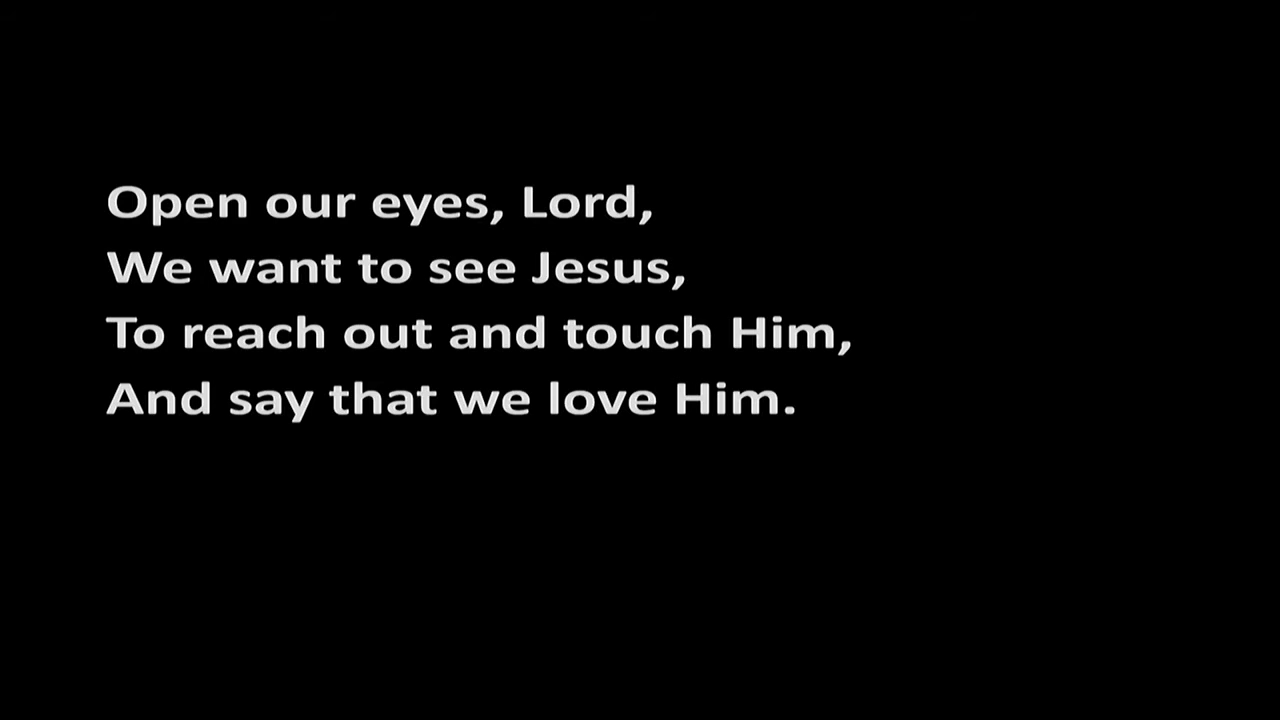 Open our eyes, Lord,
We want to see Jesus,
To reach out and touch Him,
And say that we love Him.